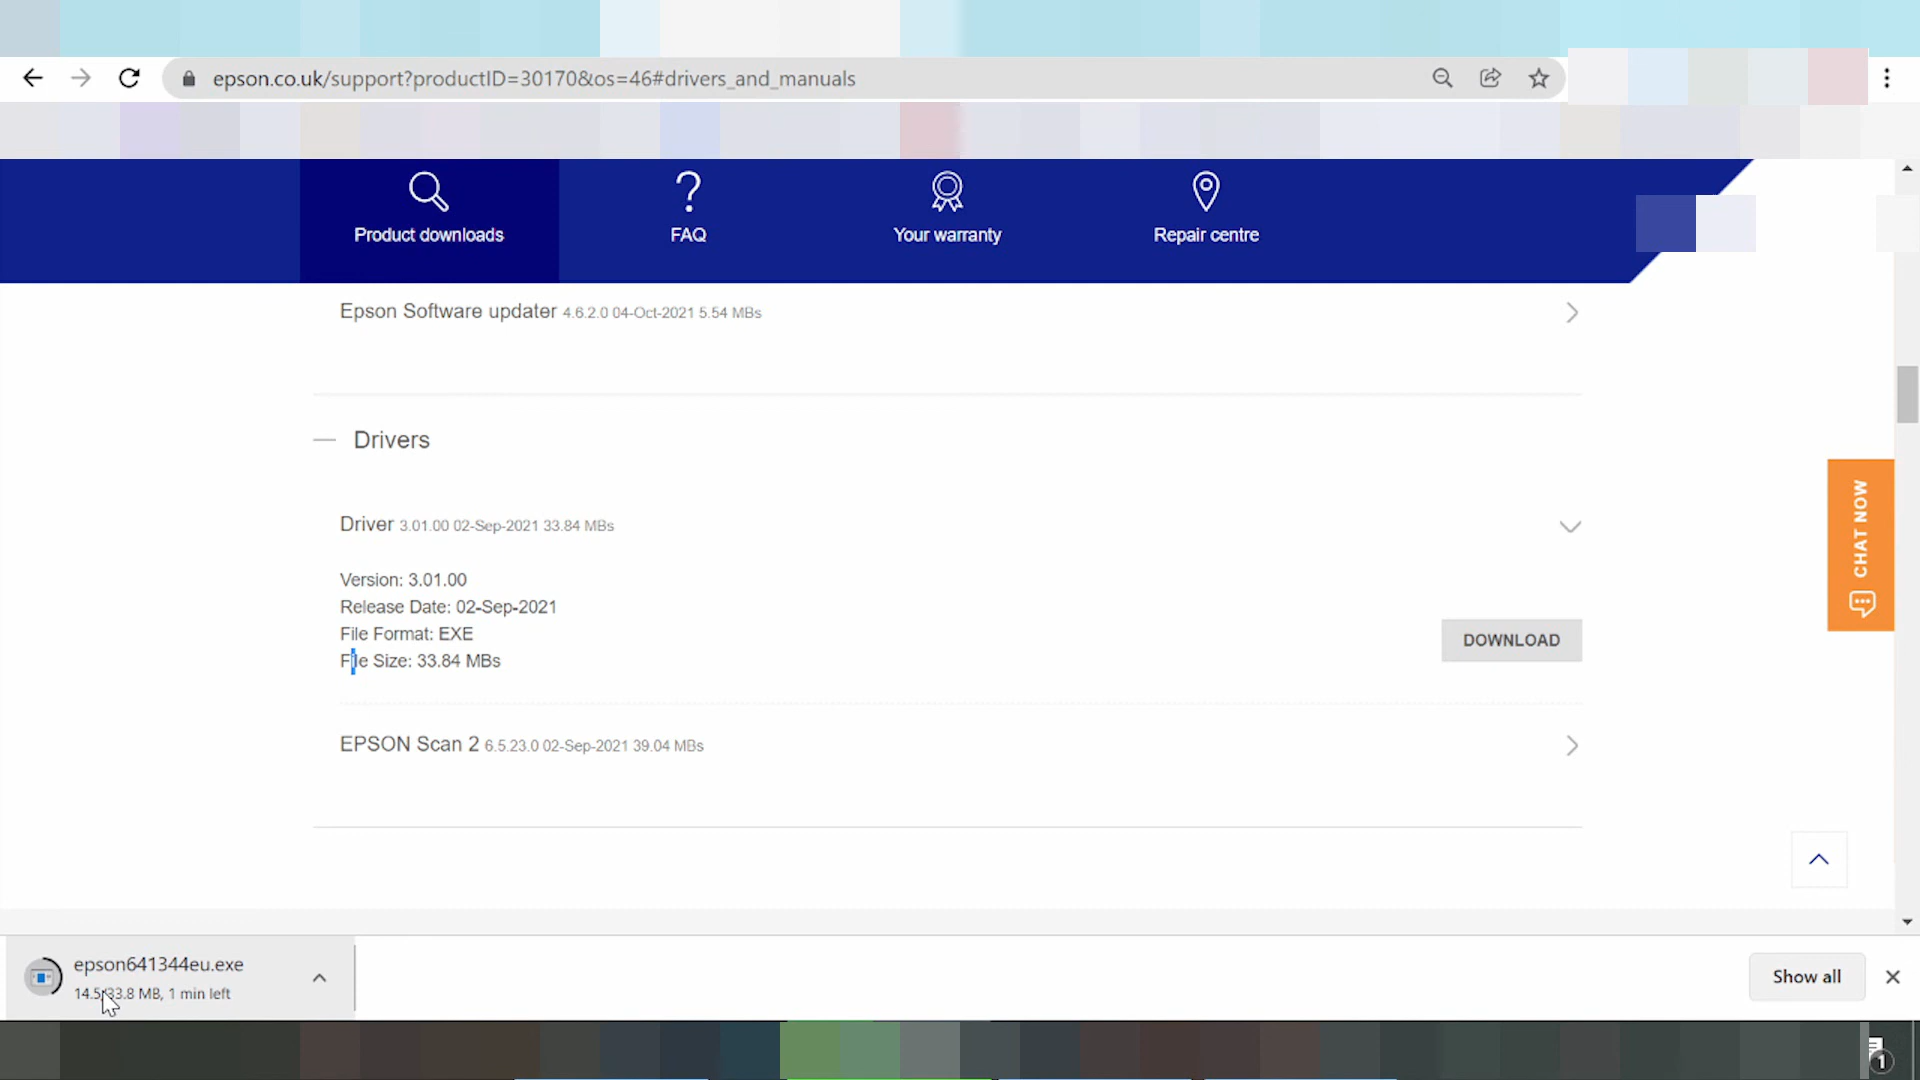 epson.co.uk/support?productID=30170&os=46#drivers_and_manuals
Product downloads
FAQ
Your warranty
Repair centre
Epson Software updater 4.6.2.0 04-Oct-2021 5.54 MBs
Drivers
Driver 3.01.00 02-Sep-2021 33.84 MBs
Version: 3.01.00
Release Date: 02-Sep-2021
File Format: EXE
File Size: 33.84 MBs
DOWNLOAD
EPSON Scan 2 6.5.23.0 02-Sep-2021 39.04 MBs
CHAT NOW
epson641344eu.exe
14.5/33.8 MB, 1 min left
Show all
1